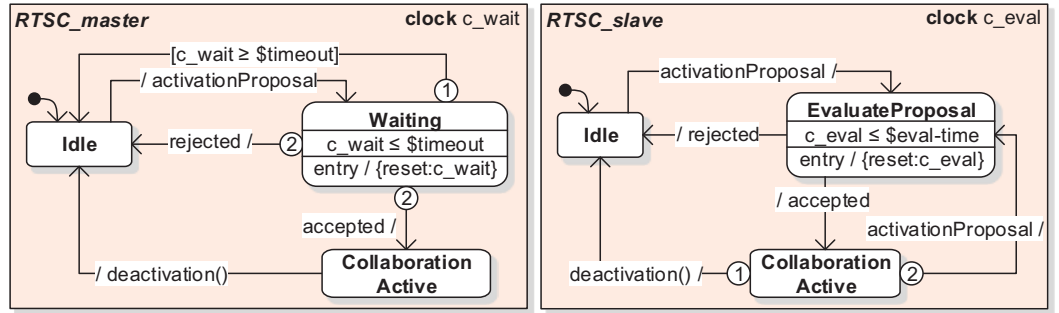 RTSC_master
clock c_wait
[c_wait ≥ $timeout]
/ activationProposal
1
Waiting
c_wait ≤ $timeout
entry / {reset:c_wait}
Idle
rejected /
2
2
accepted /
/ deactivation()
Collaboration
Active
RTSC_slave
clock c_eval
activationProposal /
EvaluateProposal
c_eval ≤ $eval-time
entry / {reset:c_eval}
Idle
/ rejected
/ accepted
activationProposal /
deactivation() /
1
Collaboration
Active
2